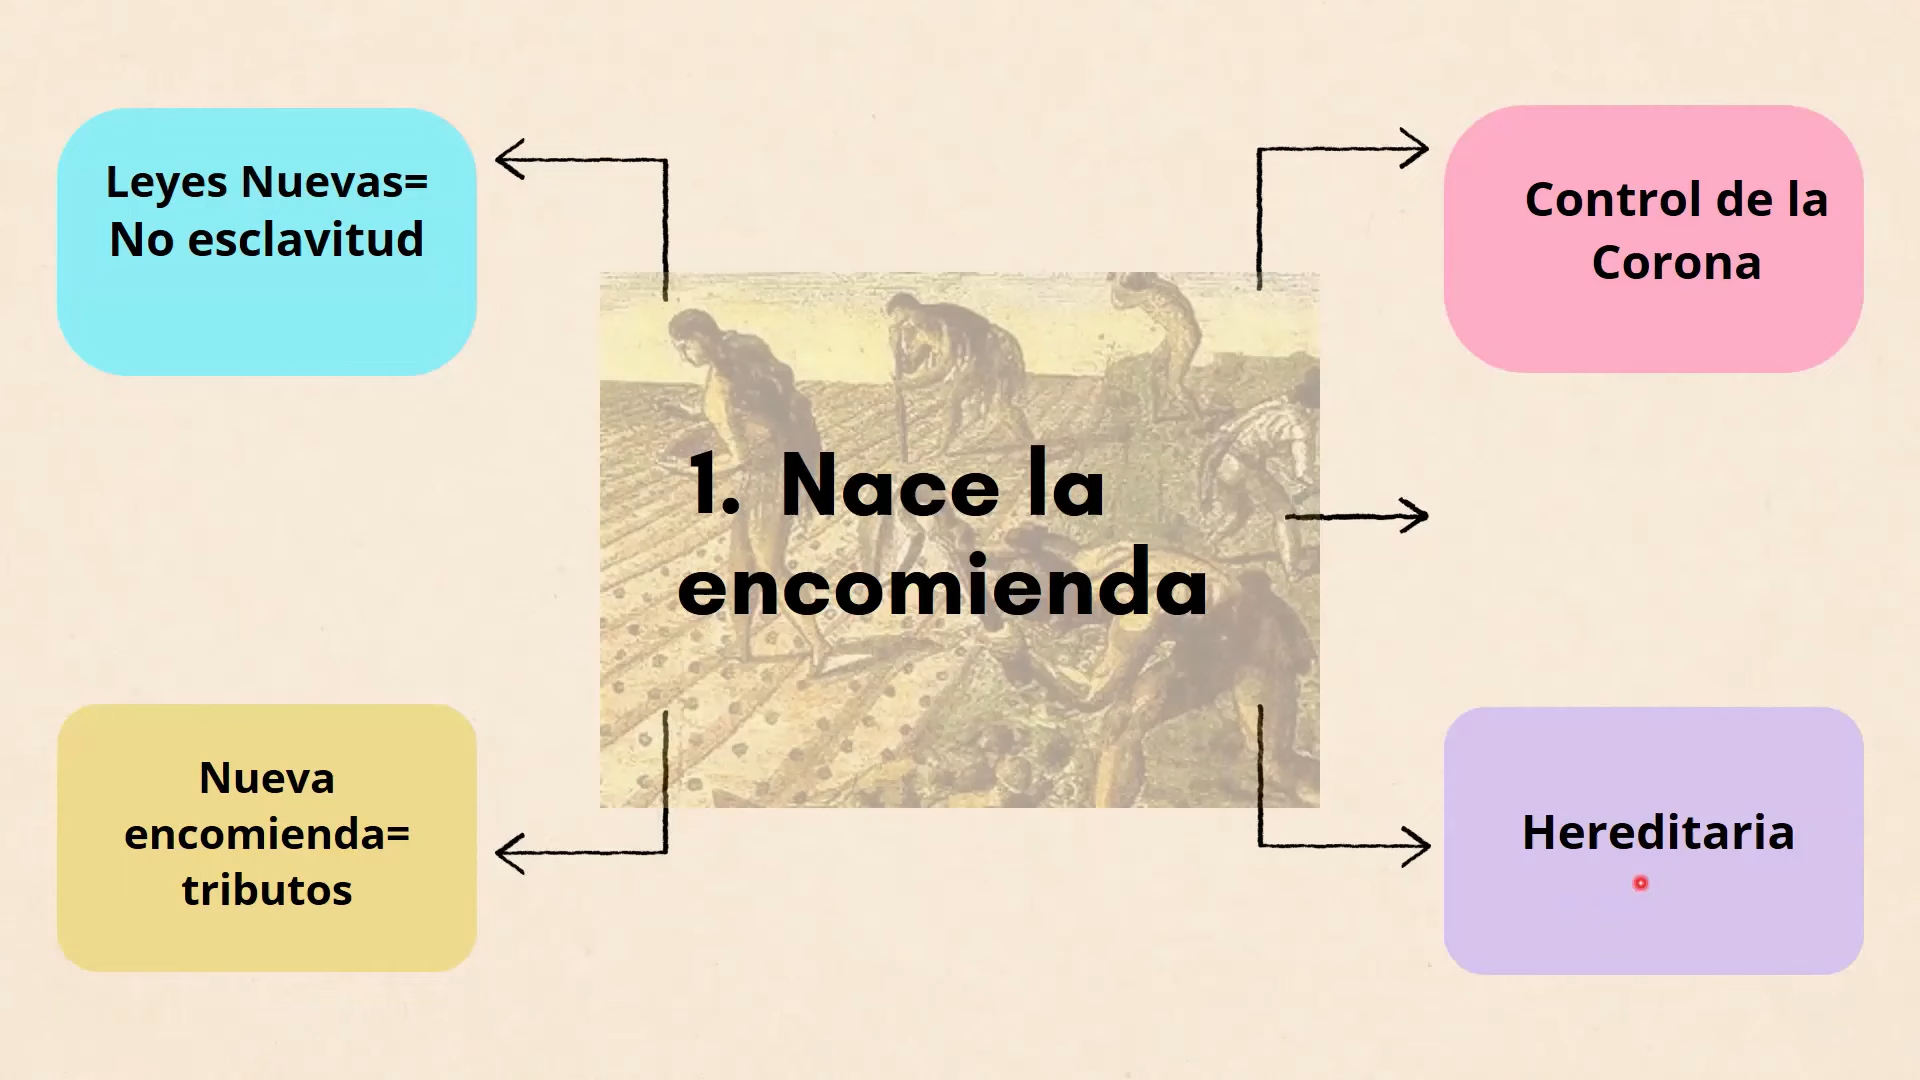 Leyes Nuevas=
No esclavitud
Control de la
Corona
1. Nace la
encomienda
Nueva
encomienda=
tributos
Hereditaria